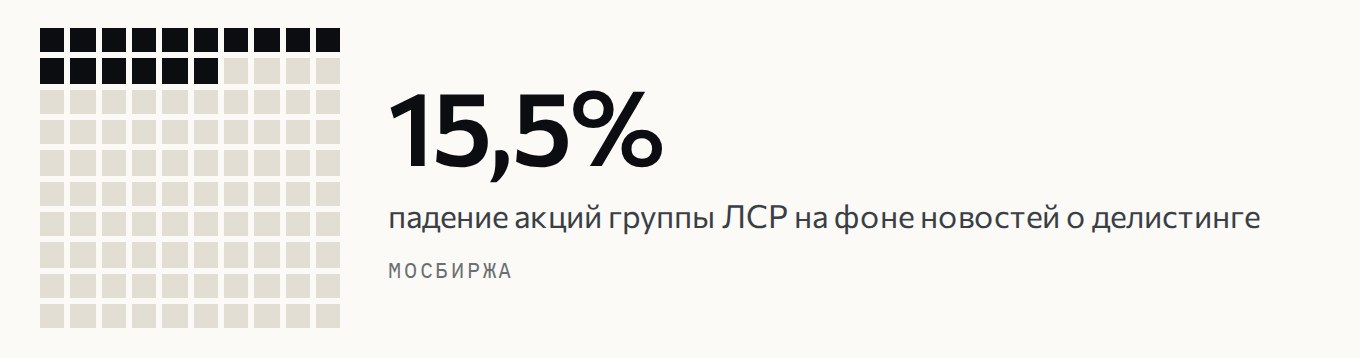 15,5%
падение акций группы ЛСР на фоне новостей о делистинге
МОСБИРЖА